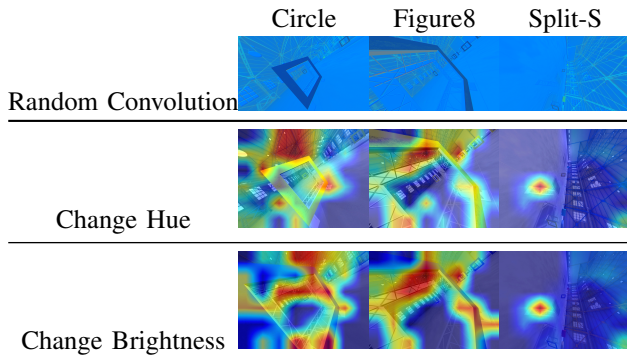 Circle Figure8 Split-S
Random Convolution
Change Hue
Change Brightness